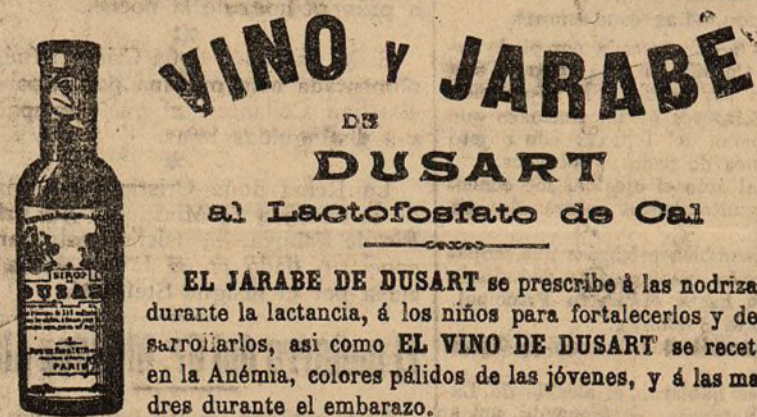 VINO Y JARABE
DE
DUSART
al Lactofosfato de Cal
SIROP
DUSAR
PARIS
EL JARABE DE DUSART se prescribe á las nodriza
durante la lactancia, á los niños para fortalecerlos y de
sarrollarlos, asi como EL VINO DE DUSART se recet
en la Anémia, colores pálidos de las jóvenes, y á las ma
dres durante el embarazo.